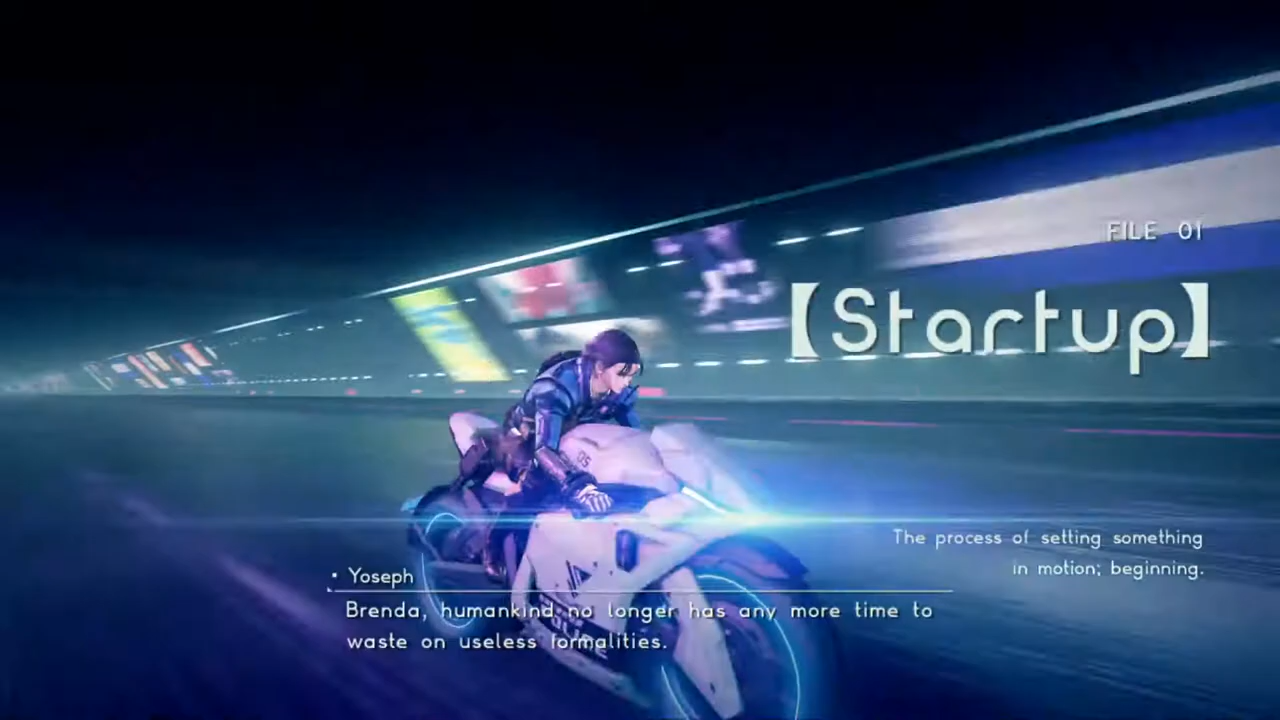 FILE 01
【Startup】
The process of setting something
in motion; beginning.
• Yoseph
Brenda, humankind no longer has any more time to
waste on useless formalities.
05